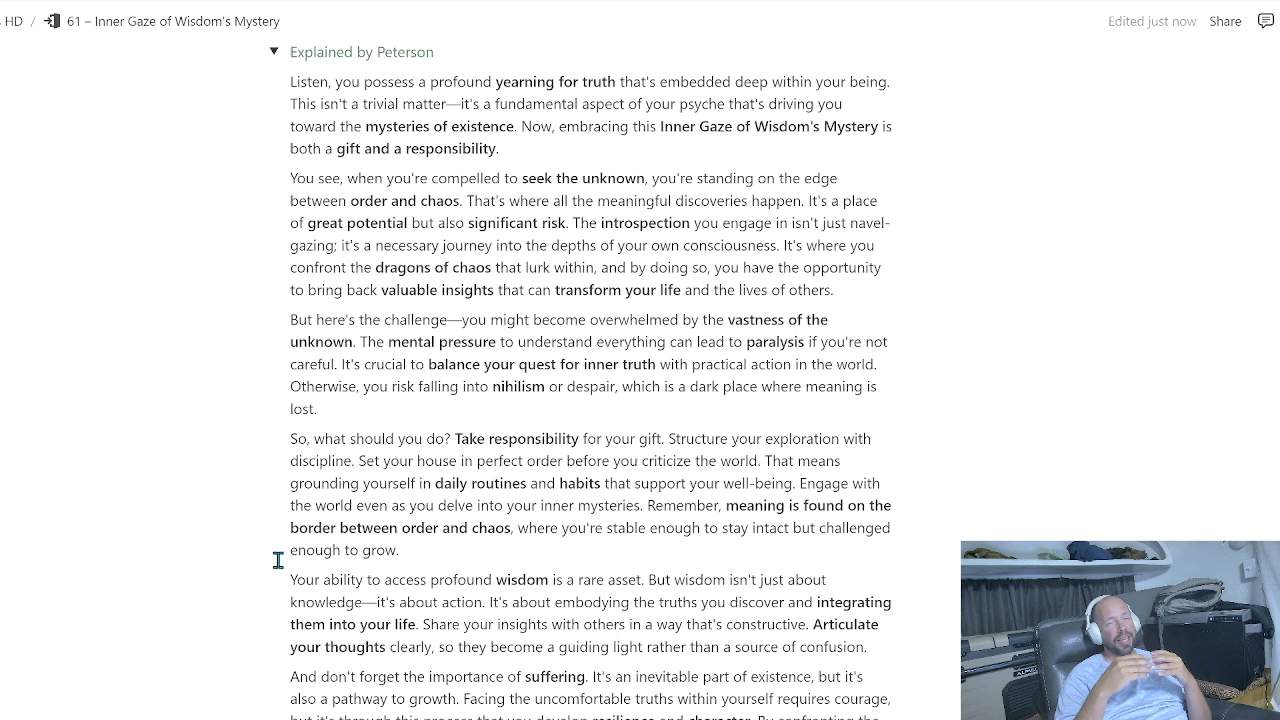 s HD / 61 – Inner Gaze of Wisdom's Mystery
Edited just now Share
Explained by Peterson
Listen, you possess a profound yearning for truth that's embedded deep within your being.
This isn't a trivial matter—it's a fundamental aspect of your psyche that's driving you
toward the mysteries of existence. Now, embracing this Inner Gaze of Wisdom's Mystery is
both a gift and a responsibility.
You see, when you're compelled to seek the unknown, you're standing on the edge
between order and chaos. That's where all the meaningful discoveries happen. It's a place
of great potential but also significant risk. The introspection you engage in isn't just navel-
gazing; it's a necessary journey into the depths of your own consciousness. It's where you
confront the dragons of chaos that lurk within, and by doing so, you have the opportunity
to bring back valuable insights that can transform your life and the lives of others.
But here's the challenge—you might become overwhelmed by the vastness of the
unknown. The mental pressure to understand everything can lead to paralysis if you're not
careful. It's crucial to balance your quest for inner truth with practical action in the world.
Otherwise, you risk falling into nihilism or despair, which is a dark place where meaning is
lost.
So, what should you do? Take responsibility for your gift. Structure your exploration with
discipline. Set your house in perfect order before you criticize the world. That means
grounding yourself in daily routines and habits that support your well-being. Engage with
the world even as you delve into your inner mysteries. Remember, meaning is found on the
border between order and chaos, where you're stable enough to stay intact but challenged
enough to grow.
Your ability to access profound wisdom is a rare asset. But wisdom isn't just about
knowledge—it's about action. It's about embodying the truths you discover and integrating
them into your life. Share your insights with others in a way that's constructive. Articulate
your thoughts clearly, so they become a guiding light rather than a source of confusion.
And don't forget the importance of suffering. It's an inevitable part of existence, but it's
also a pathway to growth. Facing the uncomfortable truths within yourself requires courage,
but it's through this process that you develop resilience and character. By confronting the